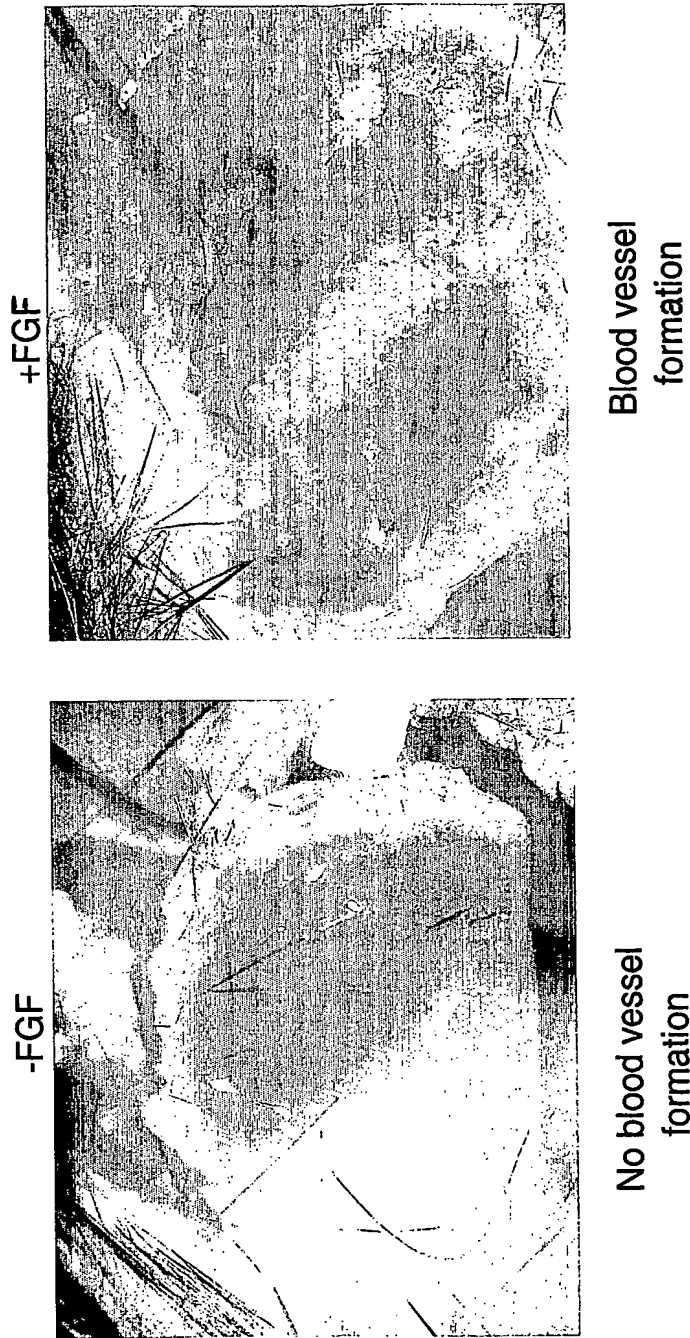 -FGF
No blood vessel
formation
+FGF
Blood vessel
formation